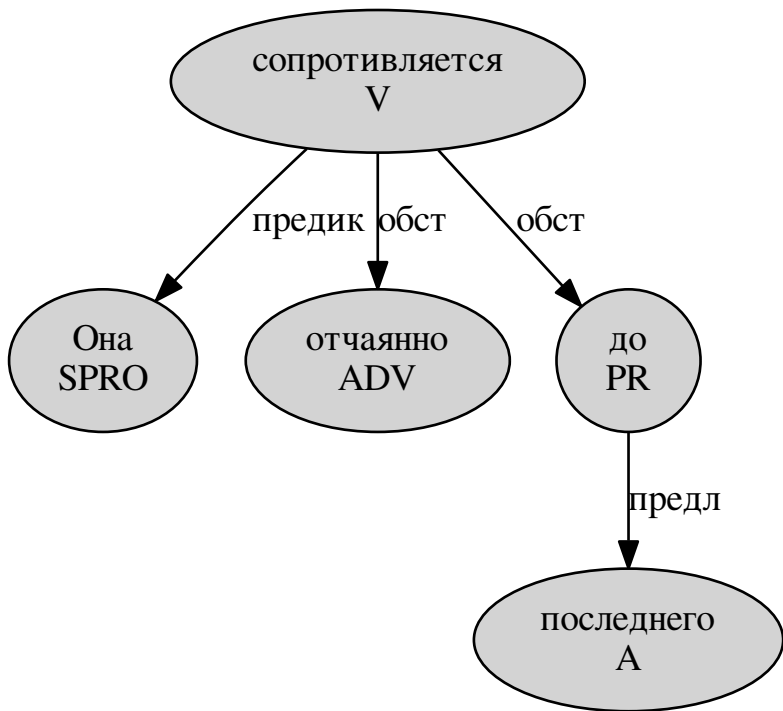 сопротивляется
V
предик
обст
обст
Она
SPRO
отчаянно
ADV
до
PR
предл
последнего
A